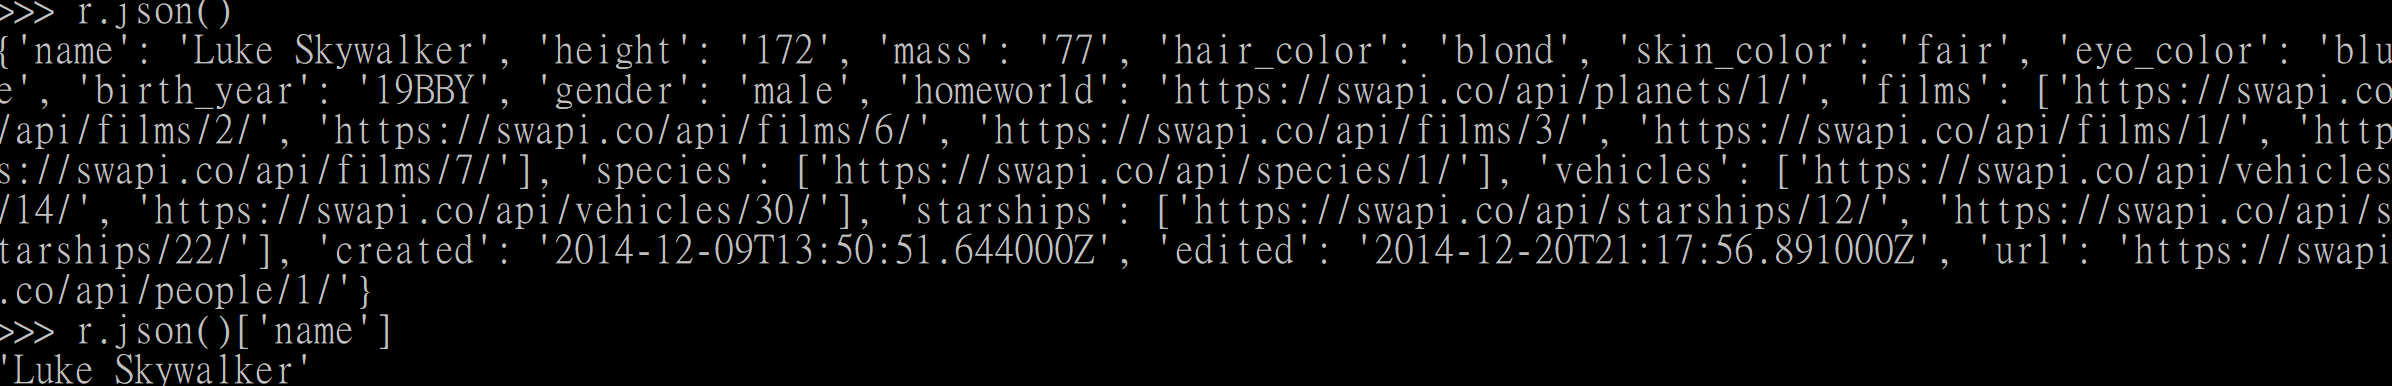 >>> r.json()
{'name': 'Luke Skywalker', 'height': '172', 'mass': '77', 'hair_color': 'blond', 'skin_color': 'fair', 'eye_color': 'blu
e', 'birth_year': '19BBY', 'gender': 'male', 'homeworld': 'https://swapi.co/api/planets/1/', 'films': ['https://swapi.co
/api/films/2/', 'https://swapi.co/api/films/6/', 'https://swapi.co/api/films/3/', 'https://swapi.co/api/films/1/', 'http
s://swapi.co/api/films/7/'], 'species': ['https://swapi.co/api/species/1/'], 'vehicles': ['https://swapi.co/api/vehicles
/14/', 'https://swapi.co/api/vehicles/30/'], 'starships': ['https://swapi.co/api/starships/12/', 'https://swapi.co/api/s
tarships/22/'], 'created': '2014-12-09T13:50:51.644000Z', 'edited': '2014-12-20T21:17:56.891000Z', 'url': 'https://swapi
.co/api/people/1/'}
>>> r.json()['name']
'Luke Skywalker'